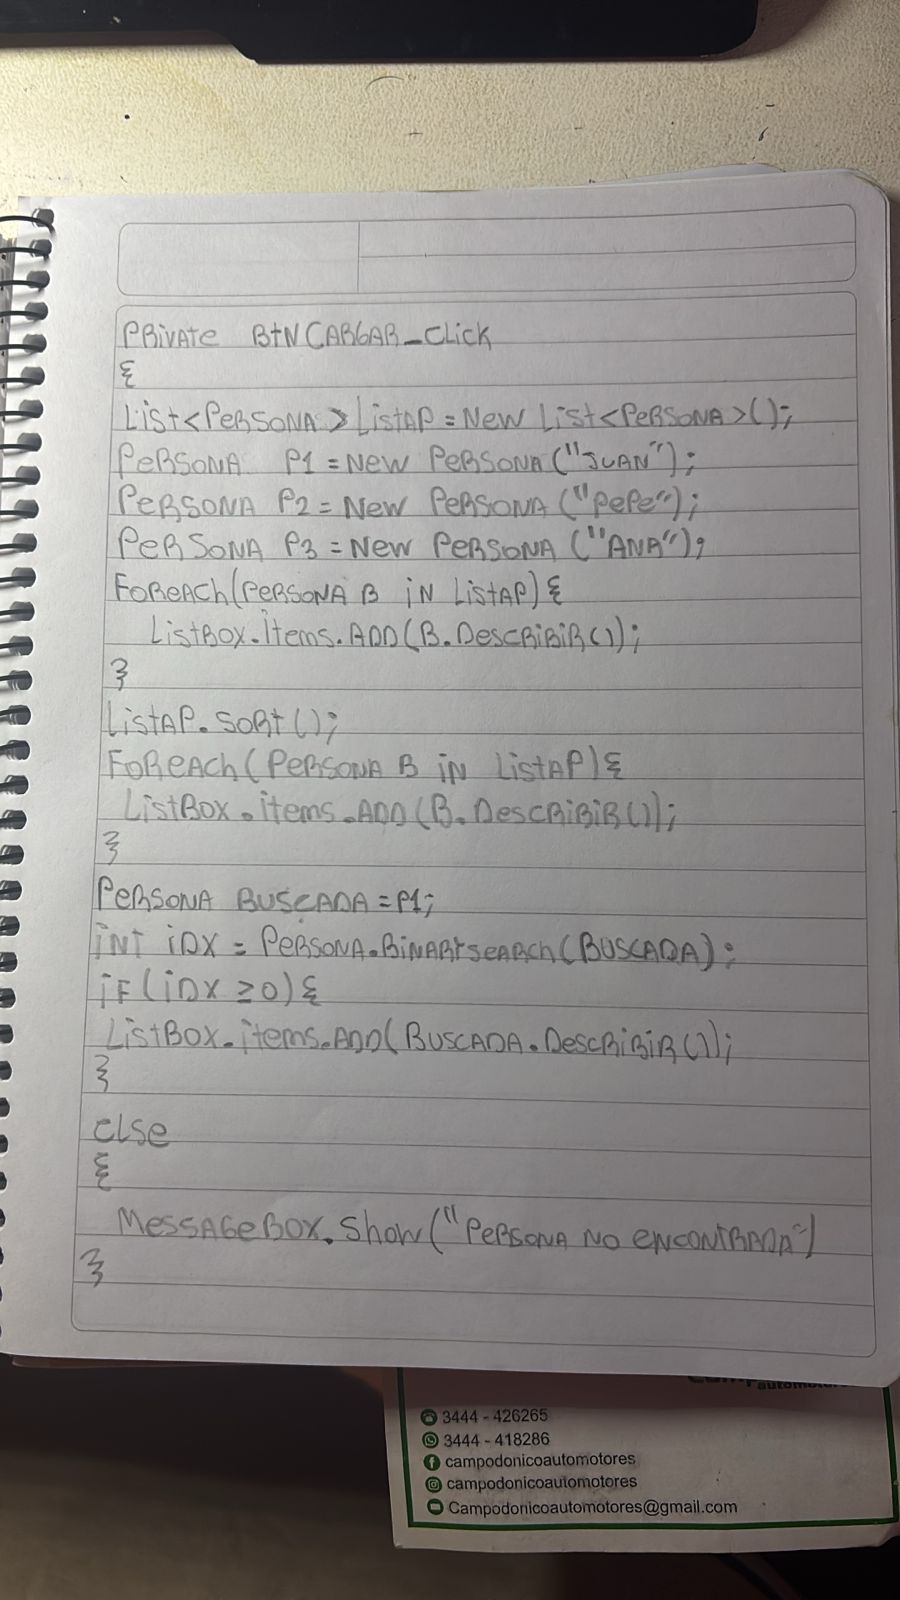 Private BtNCARGAR_Click
{
List<Persona> ListAP = New List<Persona>();
Persona P1 = New Persona("JUAN");
Persona P2 = New Persona("Pepe");
Persona P3 = New Persona("ANA");
Foreach(Persona B iN ListAP){
ListBox.items.ADD(B.Describir());
}
ListAP.Sort();
Foreach(Persona B iN ListAP){
ListBox.items.ADD(B.Describir());
}
Persona BUSCADA = P1;
iNT iDX = Persona.BiNARYSearch(BUSCADA);
iF(iDX ≥ 0){
ListBox.items.ADD(BUSCADA.Describir());
}
else
{
MessageBox.Show("Persona NO eNCONTRADA")
}
automotores
3444 - 426265
3444 - 418286
campodonicoautomotores
campodonicoautomotores
Campodonicoautomotores@gmail.com